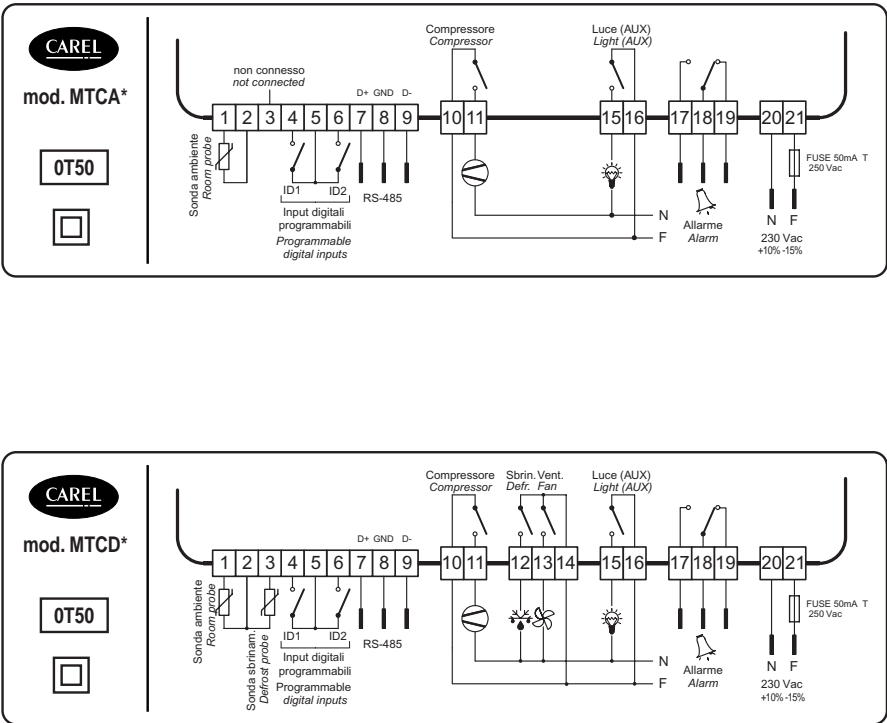 CAREL
mod. MTCA*
0T50
Compressore
Compressor
Luce (AUX)
Light (AUX)
non connesso
not connected
D+ GND D-
1 2 3 4 5 6 7 8 9 10 11 15 16 17 18 19 20 21
Sonda ambiente
Room probe
ID1 ID2 RS-485
Input digitali
programmabili
Programmable
digital inputs
FUSE 50mA T
250 Vac
N
F
Allarme
Alarm
N F
230 Vac
+10% -15%
CAREL
mod. MTCD*
0T50
Compressore
Compressor
Sbrin. Vent.
Defr. Fan
Luce (AUX)
Light (AUX)
D+ GND D-
1 2 3 4 5 6 7 8 9 10 11 12 13 14 15 16 17 18 19 20 21
Sonda ambiente
Room probe
Sonda sbrinam.
Defrost probe
ID1 ID2 RS-485
Input digitali
programmabili
Programmable
digital inputs
FUSE 50mA T
250 Vac
N
F
Allarme
Alarm
N F
230 Vac
+10% -15%